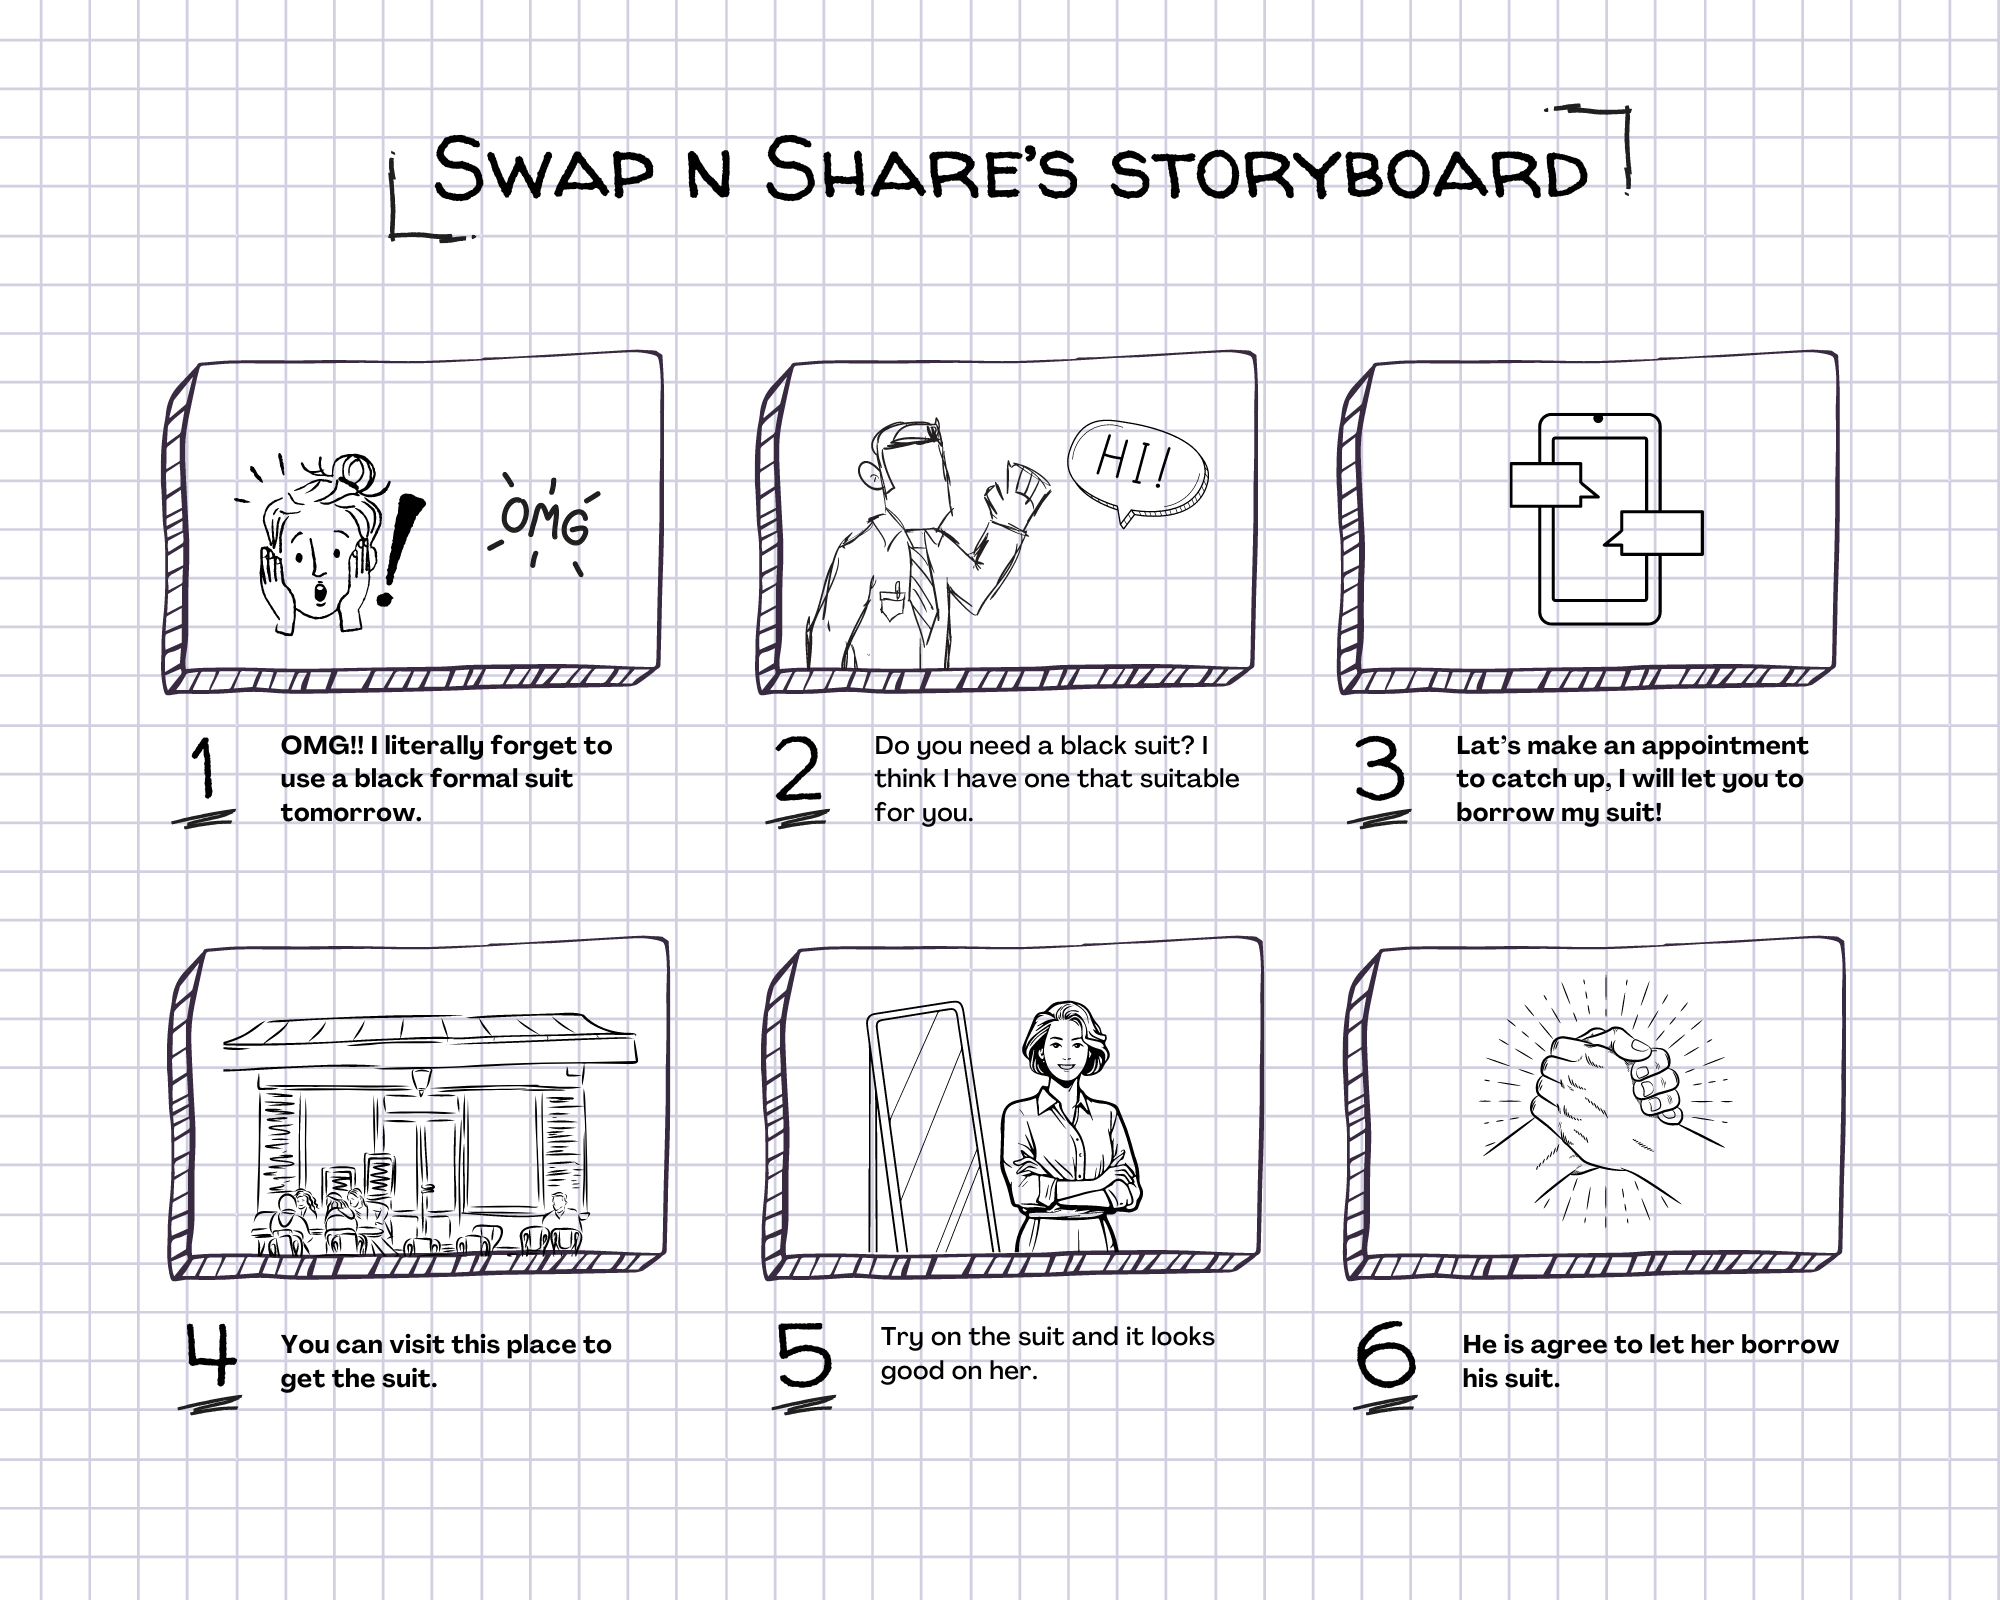 Swap n Share's storyboard
OMG
HI!
1
OMG!! I literally forget to
use a black formal suit
tomorrow.
2
Do you need a black suit? I
think I have one that suitable
for you.
3
Lat's make an appointment
to catch up, I will let you to
borrow my suit!
4
You can visit this place to
get the suit.
5
Try on the suit and it looks
good on her.
6
He is agree to let her borrow
his suit.